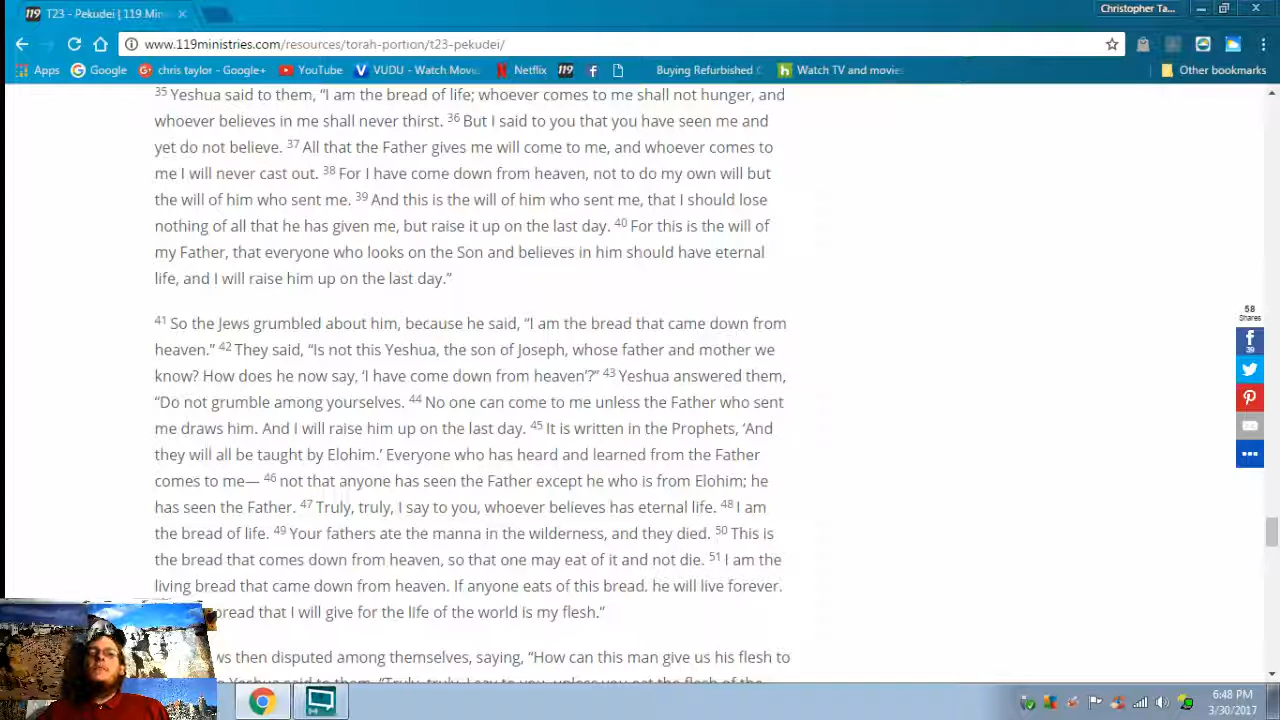 T23 - Pekudei | 119 Min
Christopher Ta...
www.119ministries.com/resources/torah-portion/t23-pekudei/
Apps Google chris taylor - Google+ YouTube VUDU - Watch Movi Netflix Buying Refurbished Watch TV and movies Other bookmarks
35 Yeshua said to them, “I am the bread of life; whoever comes to me shall not hunger, and
whoever believes in me shall never thirst. 36 But I said to you that you have seen me and
yet do not believe. 37 All that the Father gives me will come to me, and whoever comes to
me I will never cast out. 38 For I have come down from heaven, not to do my own will but
the will of him who sent me. 39 And this is the will of him who sent me, that I should lose
nothing of all that he has given me, but raise it up on the last day. 40 For this is the will of
my Father, that everyone who looks on the Son and believes in him should have eternal
life, and I will raise him up on the last day.”
41 So the Jews grumbled about him, because he said, “I am the bread that came down from
heaven.” 42 They said, “Is not this Yeshua, the son of Joseph, whose father and mother we
know? How does he now say, ‘I have come down from heaven’?” 43 Yeshua answered them,
“Do not grumble among yourselves. 44 No one can come to me unless the Father who sent
me draws him. And I will raise him up on the last day. 45 It is written in the Prophets, ‘And
they will all be taught by Elohim.’ Everyone who has heard and learned from the Father
comes to me— 46 not that anyone has seen the Father except he who is from Elohim; he
has seen the Father. 47 Truly, truly, I say to you, whoever believes has eternal life. 48 I am
the bread of life. 49 Your fathers ate the manna in the wilderness, and they died. 50 This is
the bread that comes down from heaven, so that one may eat of it and not die. 51 I am the
living bread that came down from heaven. If anyone eats of this bread, he will live forever.
bread that I will give for the life of the world is my flesh.”
ws then disputed among themselves, saying, “How can this man give us his flesh to
Yeshua said to them, “Truly, truly, I say to you, unless you eat the flesh of the
58
Shares
39
6:48 PM
3/30/2017